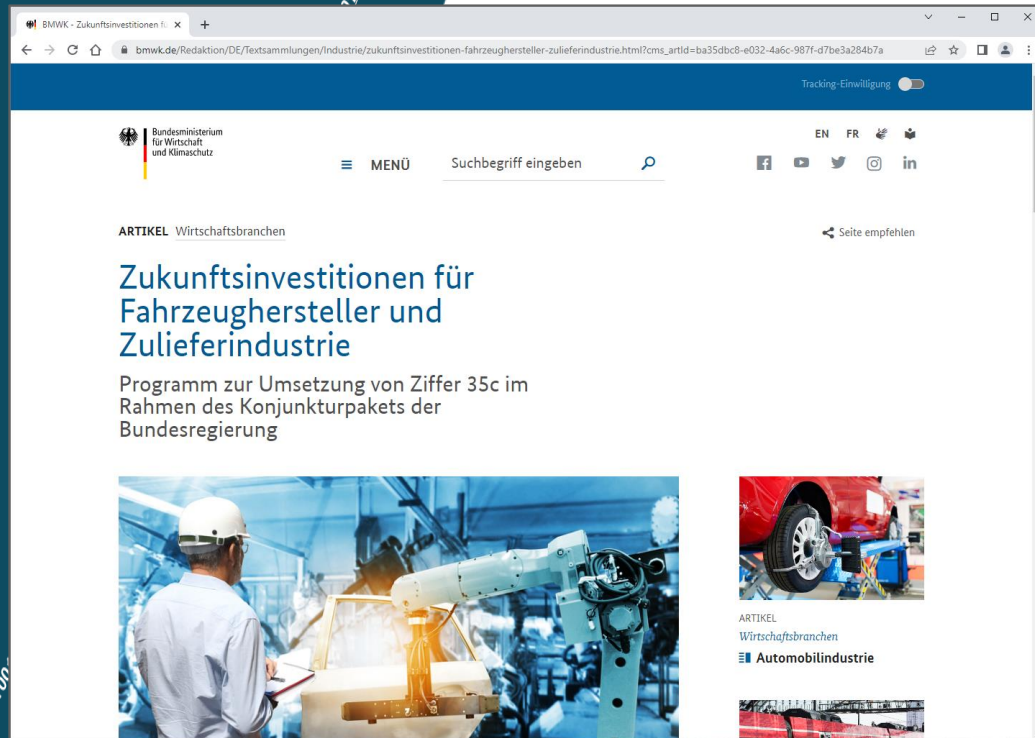 BMWK - Zukunftsinvestitionen fü
bmwk.de/Redaktion/DE/Textsammlungen/Industrie/zukunftsinvestitionen-fahrzeughersteller-zulieferindustrie.html?cms_artId=ba35dbc8-e032-4a6c-987f-d7be3a284b7a
Tracking-Einwilligung
Bundesministerium
für Wirtschaft
und Klimaschutz
EN FR
MENÜ Suchbegriff eingeben
ARTIKEL Wirtschaftsbranchen
Seite empfehlen
Zukunftsinvestitionen für
Fahrzeughersteller und
Zulieferindustrie
Programm zur Umsetzung von Ziffer 35c im
Rahmen des Konjunkturpakets der
Bundesregierung
ARTIKEL
Wirtschaftsbranchen
Automobilindustrie